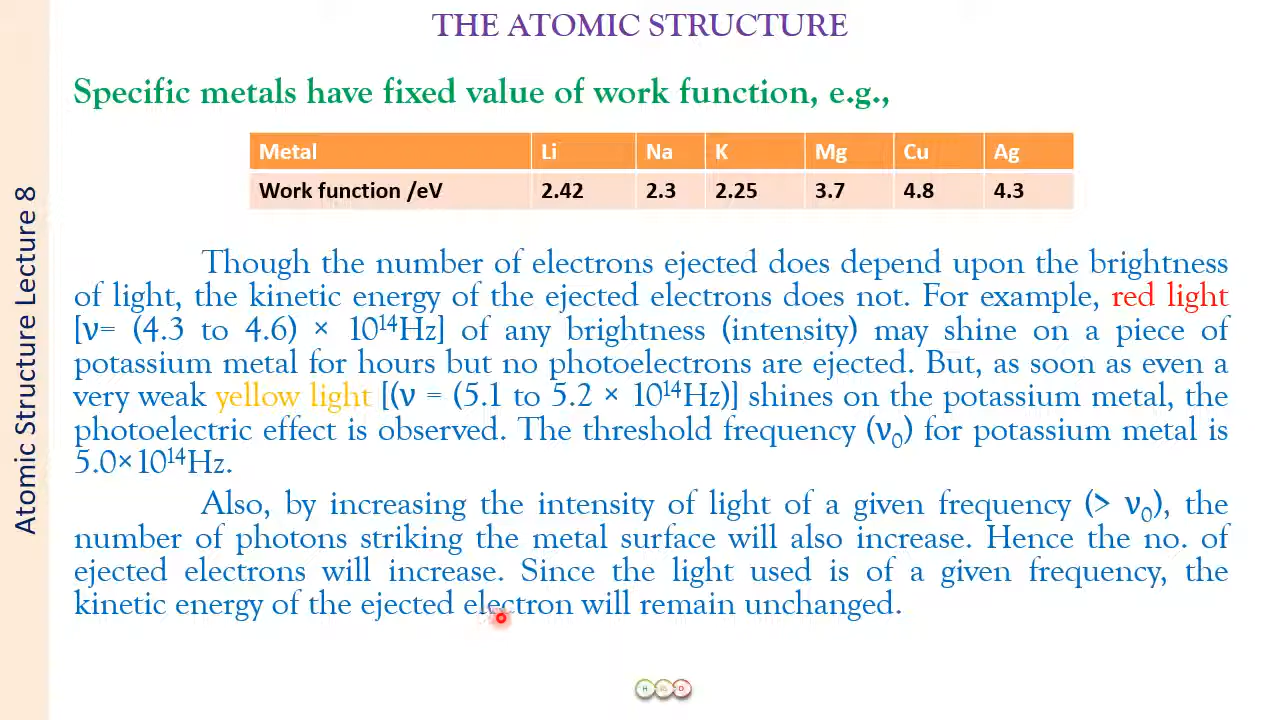 THE ATOMIC STRUCTURE
Atomic Structure Lecture 8
Specific metals have fixed value of work function, e.g.,
Metal Li Na K Mg Cu Ag
Work function /eV 2.42 2.3 2.25 3.7 4.8 4.3
Though the number of electrons ejected does depend upon the brightness
of light, the kinetic energy of the ejected electrons does not. For example, red light
[ν= (4.3 to 4.6) × 10¹⁴Hz] of any brightness (intensity) may shine on a piece of
potassium metal for hours but no photoelectrons are ejected. But, as soon as even a
very weak yellow light [(ν = (5.1 to 5.2 × 10¹⁴Hz)] shines on the potassium metal, the
photoelectric effect is observed. The threshold frequency (ν₀) for potassium metal is
5.0×10¹⁴Hz.
Also, by increasing the intensity of light of a given frequency (> ν₀), the
number of photons striking the metal surface will also increase. Hence the no. of
ejected electrons will increase. Since the light used is of a given frequency, the
kinetic energy of the ejected electron will remain unchanged.